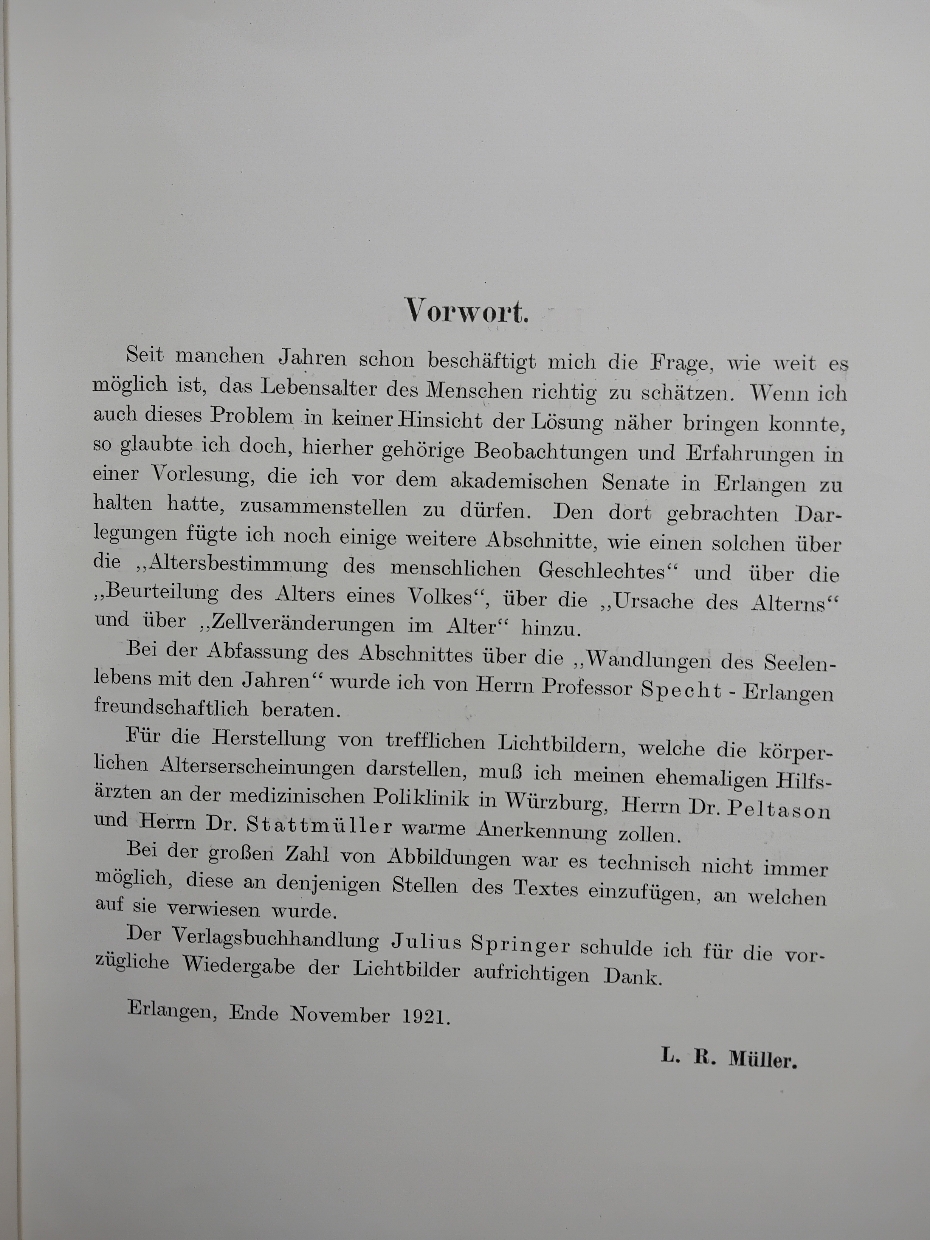 Vorwort.
Seit manchen Jahren schon beschäftigt mich die Frage, wie weit es
möglich ist, das Lebensalter des Menschen richtig zu schätzen. Wenn ich
auch dieses Problem in keiner Hinsicht der Lösung näher bringen konnte,
so glaubte ich doch, hierher gehörige Beobachtungen und Erfahrungen in
einer Vorlesung, die ich vor dem akademischen Senate in Erlangen zu
halten hatte, zusammenstellen zu dürfen. Den dort gebrachten Dar-
legungen fügte ich noch einige weitere Abschnitte, wie einen solchen über
die „Altersbestimmung des menschlichen Geschlechtes“ und über die
„Beurteilung des Alters eines Volkes“, über die „Ursache des Alterns“
und über „Zellveränderungen im Alter“ hinzu.
Bei der Abfassung des Abschnittes über die „Wandlungen des Seelen-
lebens mit den Jahren“ wurde ich von Herrn Professor Specht - Erlangen
freundschaftlich beraten.
Für die Herstellung von trefflichen Lichtbildern, welche die körper-
lichen Alterserscheinungen darstellen, muß ich meinen ehemaligen Hilfs-
ärzten an der medizinischen Poliklinik in Würzburg, Herrn Dr. Peltason
und Herrn Dr. Stattmüller warme Anerkennung zollen.
Bei der großen Zahl von Abbildungen war es technisch nicht immer
möglich, diese an denjenigen Stellen des Textes einzufügen, an welchen
auf sie verwiesen wurde.
Der Verlagsbuchhandlung Julius Springer schulde ich für die vor-
zügliche Wiedergabe der Lichtbilder aufrichtigen Dank.
Erlangen, Ende November 1921.
L. R. Müller.